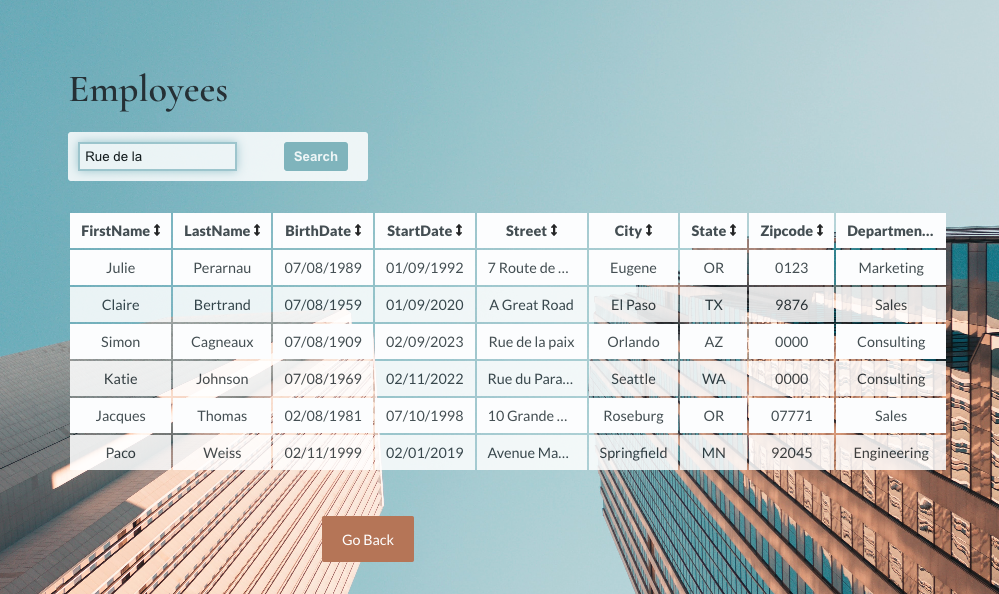 Employees
Rue de la Search
FirstName LastName BirthDate StartDate Street City State Zipcode Departmen...
Julie Perarnau 07/08/1989 01/09/1992 7 Route de ... Eugene OR 0123 Marketing
Claire Bertrand 07/08/1959 01/09/2020 A Great Road El Paso TX 9876 Sales
Simon Cagneaux 07/08/1909 02/09/2023 Rue de la paix Orlando AZ 0000 Consulting
Katie Johnson 07/08/1969 02/11/2022 Rue du Para... Seattle WA 0000 Consulting
Jacques Thomas 02/08/1981 07/10/1998 10 Grande ... Roseburg OR 07771 Sales
Paco Weiss 02/11/1999 02/01/2019 Avenue Ma... Springfield MN 92045 Engineering
Go Back